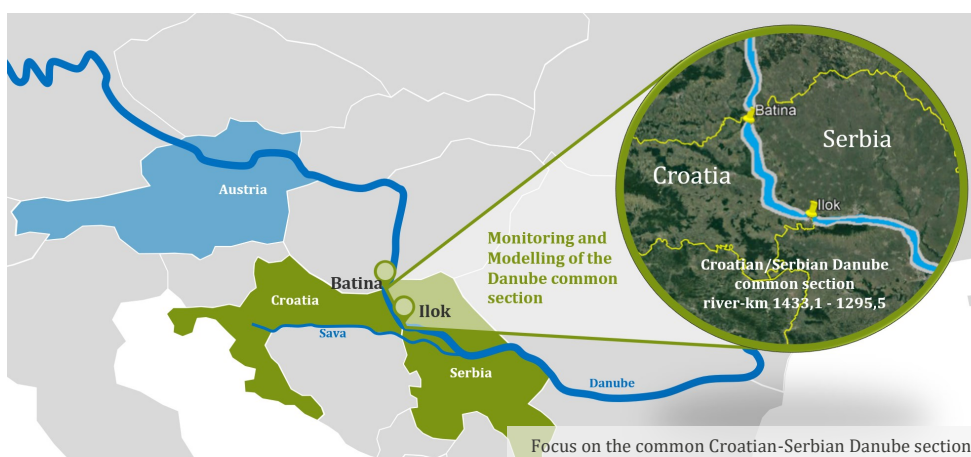 Austria
Batina
Croatia
Ilok
Sava
Serbia
Danube
Monitoring and
Modelling of the
Danube common
section
Batina
Serbia
Croatia
Ilok
Croatian/Serbian Danube
common section
river-km 1433,1 - 1295,5
Focus on the common Croatian-Serbian Danube section